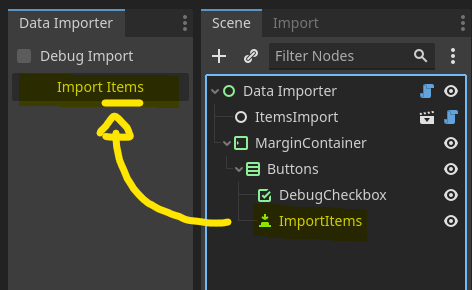 Data Importer
Debug Import
Import Items
Scene
Import
Filter Nodes
Data Importer
ItemsImport
MarginContainer
Buttons
DebugCheckbox
ImportItems